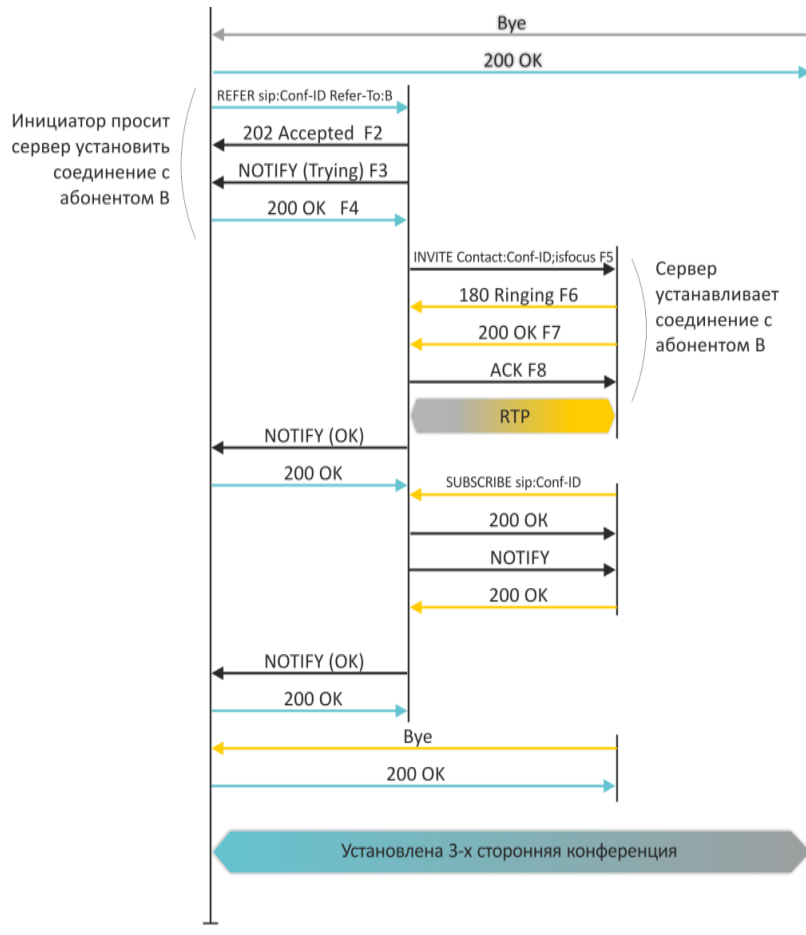 Bye
200 OK
REFER sip:Conf-ID Refer-To:B
Инициатор просит
сервер установить
соединение с
абонентом В
202 Accepted F2
NOTIFY (Trying) F3
200 OK F4
INVITE Contact:Conf-ID;isfocus F5
180 Ringing F6
200 OK F7
ACK F8
Сервер
устанавливает
соединение с
абонентом В
RTP
NOTIFY (OK)
200 OK
SUBSCRIBE sip:Conf-ID
200 OK
NOTIFY
200 OK
NOTIFY (OK)
200 OK
Bye
200 OK
Установлена 3-х сторонняя конференция